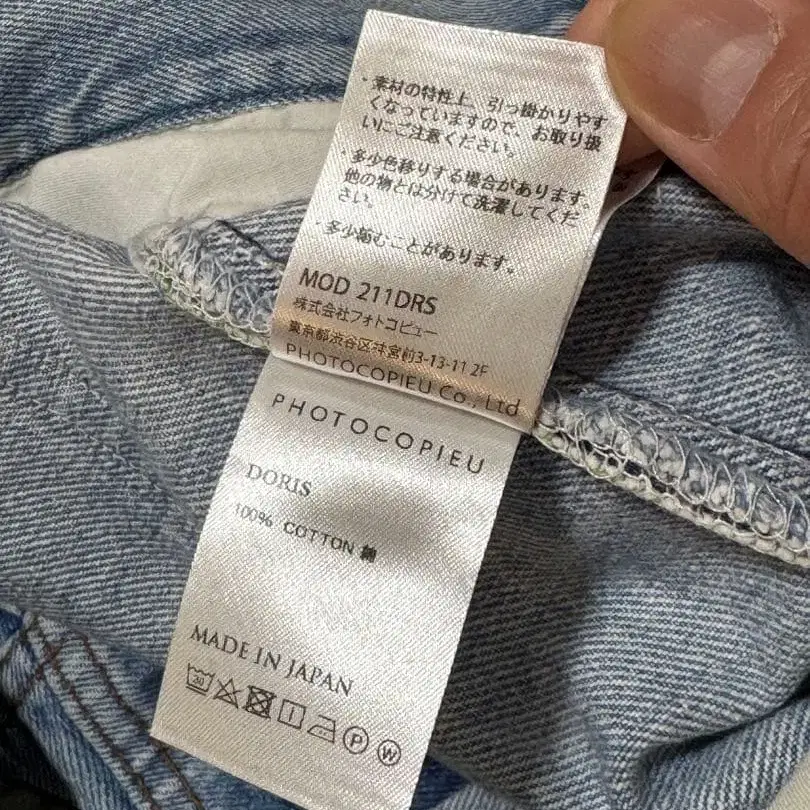 ・素材の特性上、引っ掛かりやす
くなっていますので、お取り扱
いにご注意ください。
・多少色移りする場合があります。
他の物とは分けて洗濯してくだ
さい。
・多少縮むことがあります。
MOD 211DRS
株式会社フォトコピュー
東京都渋谷区神宮前3-13-11 2F
PHOTOCOPIEU Co., Ltd
PHOTOCOPIEU
DORIS
100% COTTON 綿
MADE IN JAPAN
30
P
W